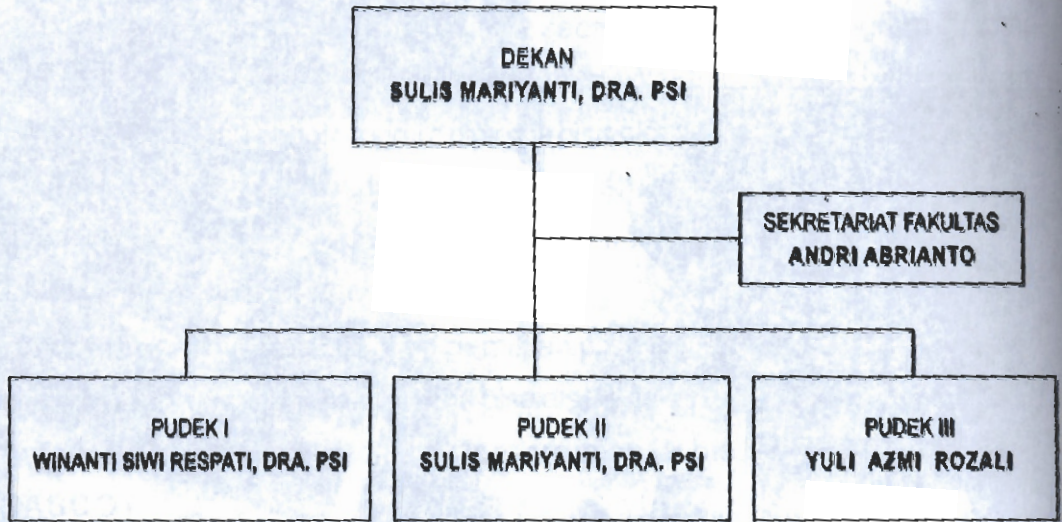 DEKAN
SULIS MARIYANTI, DRA. PSI
SEKRETARIAT FAKULTAS
ANDRI ABRIANTO
PUDEK I
WINANTI SIWI RESPATI, DRA. PSI
PUDEK II
SULIS MARIYANTI, DRA. PSI
PUDEK III
YULI AZMI ROZALI